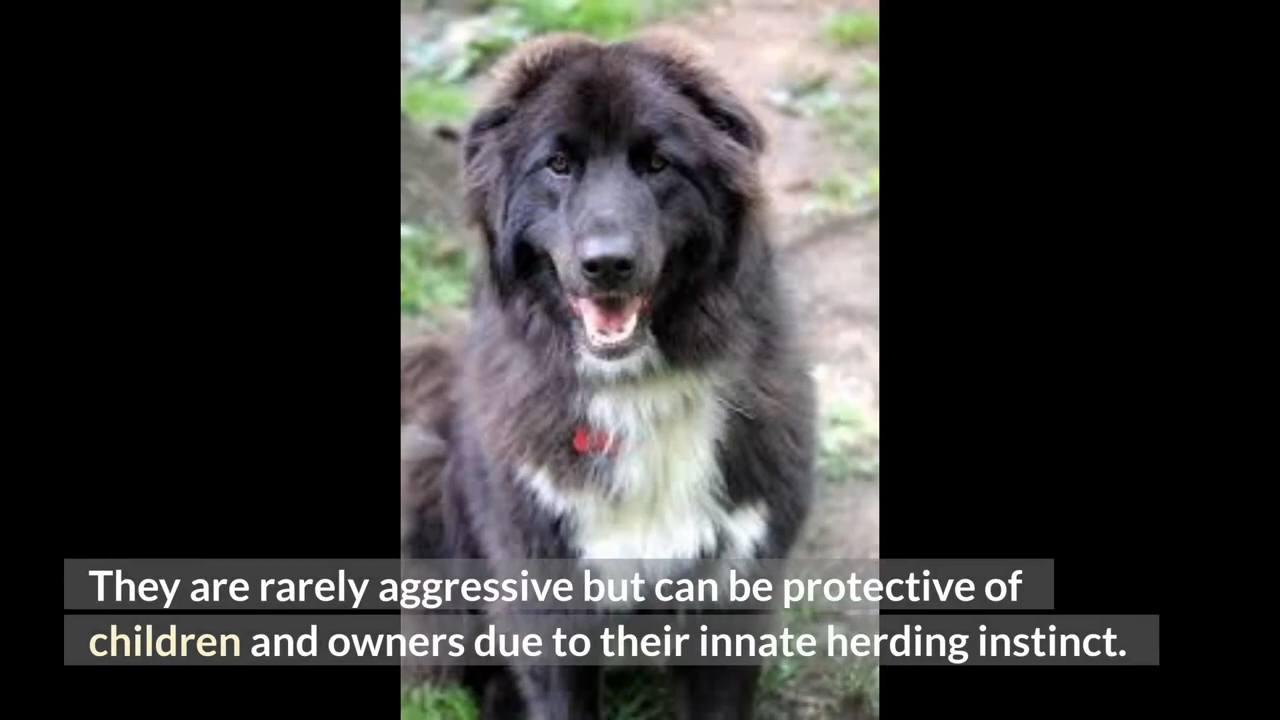 They are rarely aggressive but can be protective of
children and owners due to their innate herding instinct.